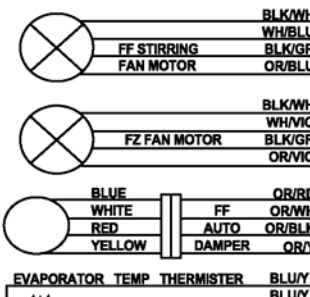 BLK/WH
WH/BLU
FF STIRRING BLK/GR
FAN MOTOR OR/BLU
BLK/WH
WH/VIO
FZ FAN MOTOR BLK/GR
OR/VIO
BLUE OR/RD
WHITE FF OR/WH
RED AUTO OR/BLK
YELLOW DAMPER OR/Y
EVAPORATOR TEMP THERMISTER BLU/Y
BLU/Y